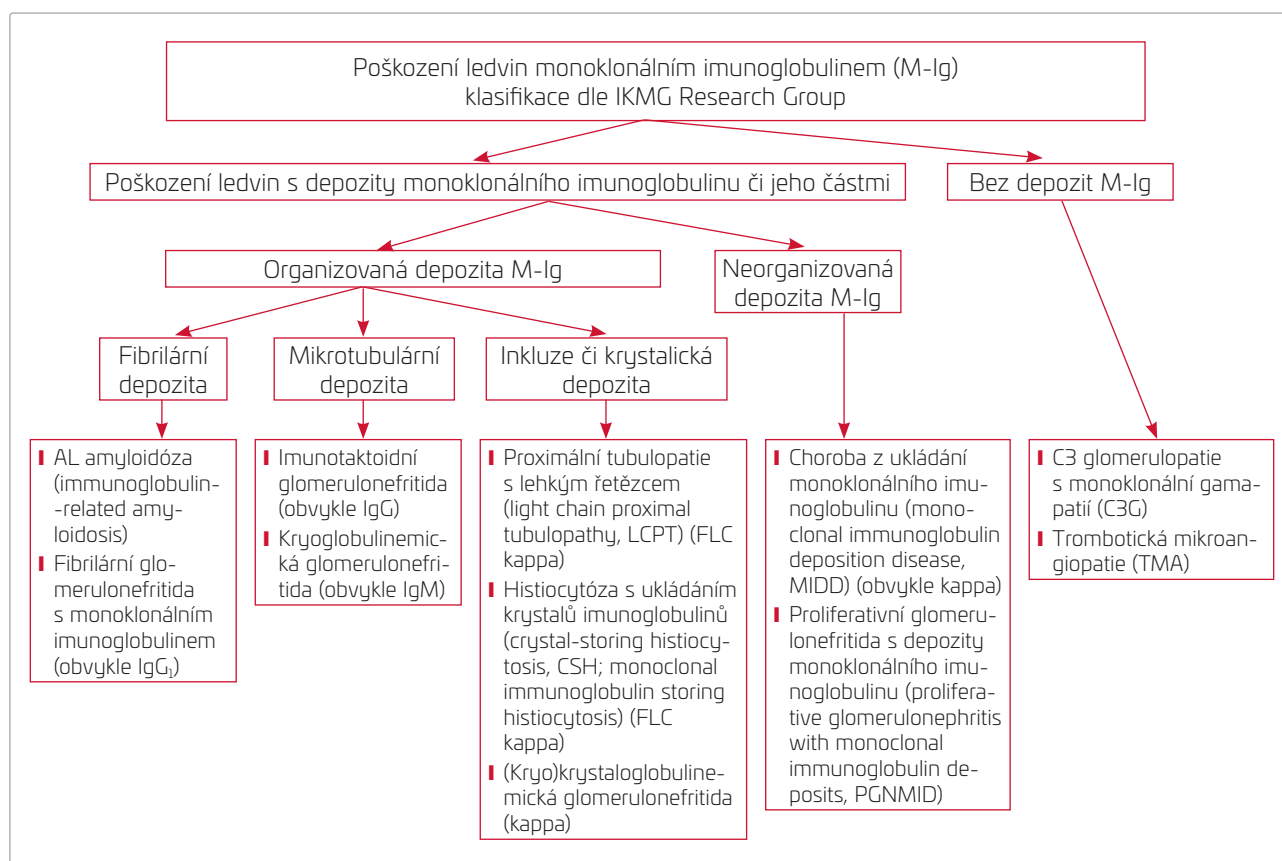 Poškození ledvin monoklonálním imunoglobulinem (M-Ig)
klasifikace dle IKMG Research Group
Poškození ledvin s depozity monoklonálního imunoglobulinu či jeho částmi
Bez depozit M-Ig
Organizovaná depozita M-Ig
Neorganizovaná
depozita M-Ig
Fibrilární
depozita
Mikrotubulární
depozita
Inkluze či krystalická
depozita
AL amyloidóza
(immunoglobulin-
-related amy-
loidosis)
Fibrilární glo-
merulonefritida
s monoklonálním
imunoglobulinem
(obvykle IgG₁)
Imunotaktoidní
glomerulonefritida
(obvykle IgG)
Kryoglobulinemic-
ká glomerulonefri-
tida (obvykle IgM)
Proximální tubulopatie
s lehkým řetězcem
(light chain proximal
tubulopathy, LCPT) (FLC
kappa)
Histiocytóza s ukládáním
krystalů imunoglobulinů
(crystal-storing histiocy-
tosis, CSH; monoclonal
immunoglobulin storing
histiocytosis) (FLC
kappa)
(Kryo)krystaloglobuline-
mická glomerulonefritida
(kappa)
Choroba z ukládání
monoklonálního imu-
noglobulinu (mono-
clonal immunoglobulin
deposition disease,
MIDD) (obvykle kappa)
Proliferativní glomeru-
lonefritida s depozity
monoklonálního imu-
noglobulinu (prolifer-
ative glomerulonephritis
with monoclonal
immunoglobulin de-
posits, PGNMID)
C3 glomerulopatie
s monoklonální gama-
patií (C3G)
Trombotická mikroan-
giopatie (TMA)